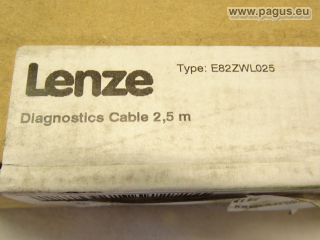 www.pagus.eu
Lenze
Type: E82ZWL025
Diagnostics Cable 2,5 m